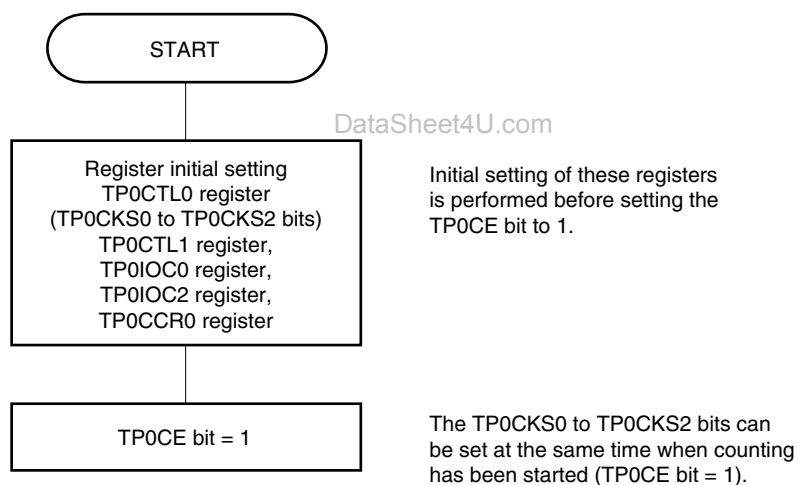 START
DataSheet4U.com
Register initial setting
TP0CTL0 register
(TP0CKS0 to TP0CKS2 bits)
TP0CTL1 register,
TP0IOC0 register,
TP0IOC2 register,
TP0CCR0 register
Initial setting of these registers
is performed before setting the
TP0CE bit to 1.
TP0CE bit = 1
The TP0CKS0 to TP0CKS2 bits can
be set at the same time when counting
has been started (TP0CE bit = 1).